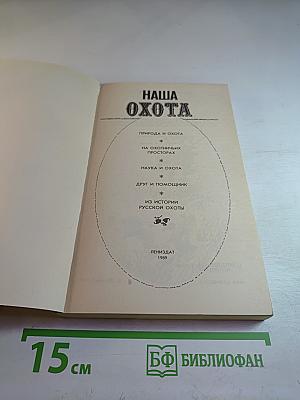 НАША
ОХОТА
ПРИРОДА И ОХОТА
*
НА ОХОТНИЧЬИХ
ПРОСТОРАХ
*
НАУКА И ОХОТА
*
ДРУГ И ПОМОЩНИК
*
ИЗ ИСТОРИИ
РУССКОЙ ОХОТЫ
ЛЕНИЗДАТ
1989
15 см
БФ БИБЛИОФАН